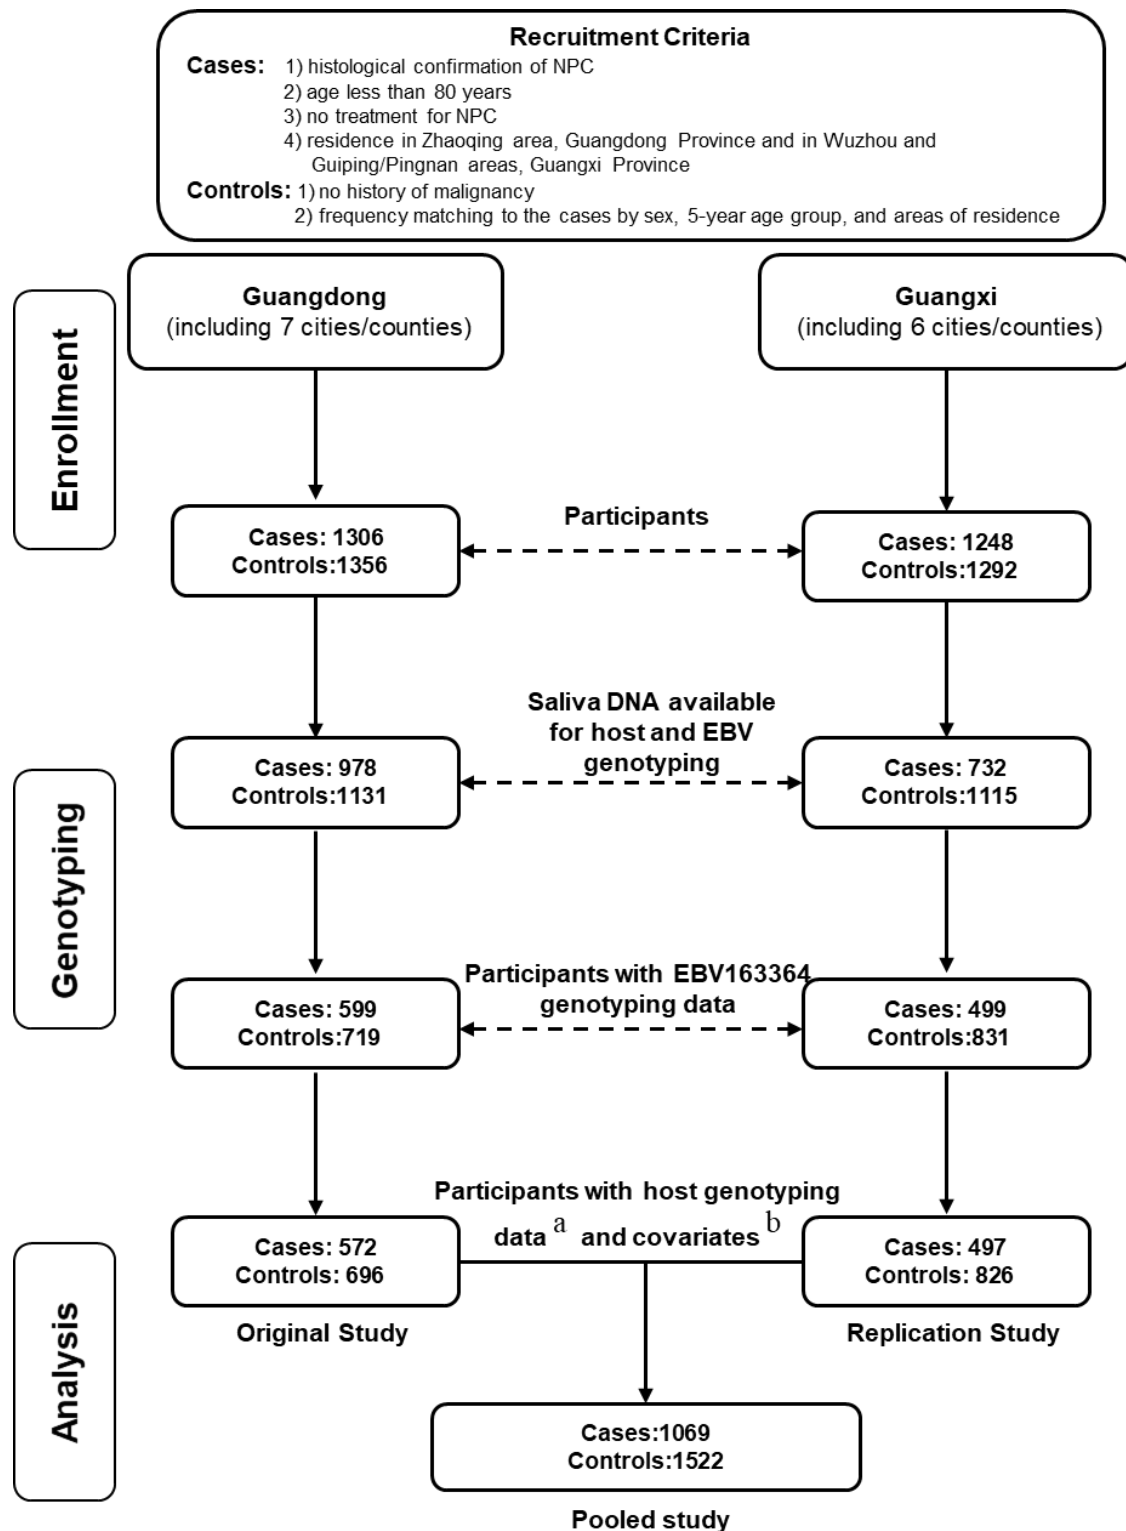 Recruitment Criteria
Cases: 1) histological confirmation of NPC
2) age less than 80 years
3) no treatment for NPC
4) residence in Zhaoqing area, Guangdong Province and in Wuzhou and
Guiping/Pingnan areas, Guangxi Province
Controls: 1) no history of malignancy
2) frequency matching to the cases by sex, 5-year age group, and areas of residence
Enrollment
Guangdong
(including 7 cities/counties)
Guangxi
(including 6 cities/counties)
Cases: 1306
Controls:1356
Participants
Cases: 1248
Controls:1292
Genotyping
Cases: 978
Controls:1131
Saliva DNA available
for host and EBV
genotyping
Cases: 732
Controls:1115
Cases: 599
Controls:719
Participants with EBV163364
genotyping data
Cases: 499
Controls:831
Analysis
Cases: 572
Controls: 696
Original Study
Participants with host genotyping
data a and covariates b
Cases: 497
Controls: 826
Replication Study
Cases:1069
Controls:1522
Pooled study